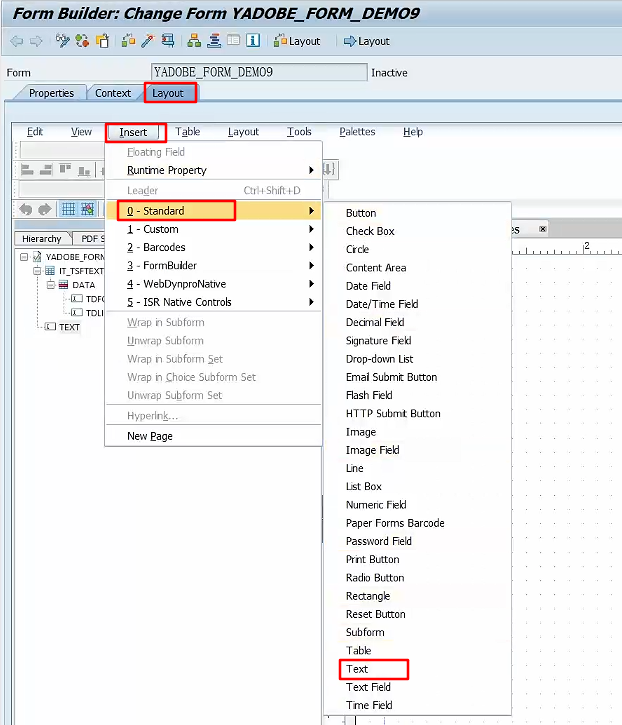 Form Builder: Change Form YADOBE_FORM_DEMO9
Layout
Layout
Form
YADOBE_FORM_DEMO9
Inactive
Properties
Context
Layout
Edit
View
Insert
Table
Layout
Tools
Palettes
Help
Floating Field
Runtime Property
Leader Ctrl+Shift+D
0 - Standard
1 - Custom
2 - Barcodes
3 - FormBuilder
4 - WebDynproNative
5 - ISR Native Controls
Wrap in Subform
Unwrap Subform
Wrap in Subform Set
Wrap in Choice Subform Set
Unwrap Subform Set
Hyperlink...
New Page
Hierarchy
PDF S
YADOBE_FORM
IT_TSFTEXT
DATA
TDFO
TDLI
TEXT
2
Button
Check Box
Circle
Content Area
Date Field
Date/Time Field
Decimal Field
Signature Field
Drop-down List
Email Submit Button
Flash Field
HTTP Submit Button
Image
Image Field
Line
List Box
Numeric Field
Paper Forms Barcode
Password Field
Print Button
Radio Button
Rectangle
Reset Button
Subform
Table
Text
Text Field
Time Field